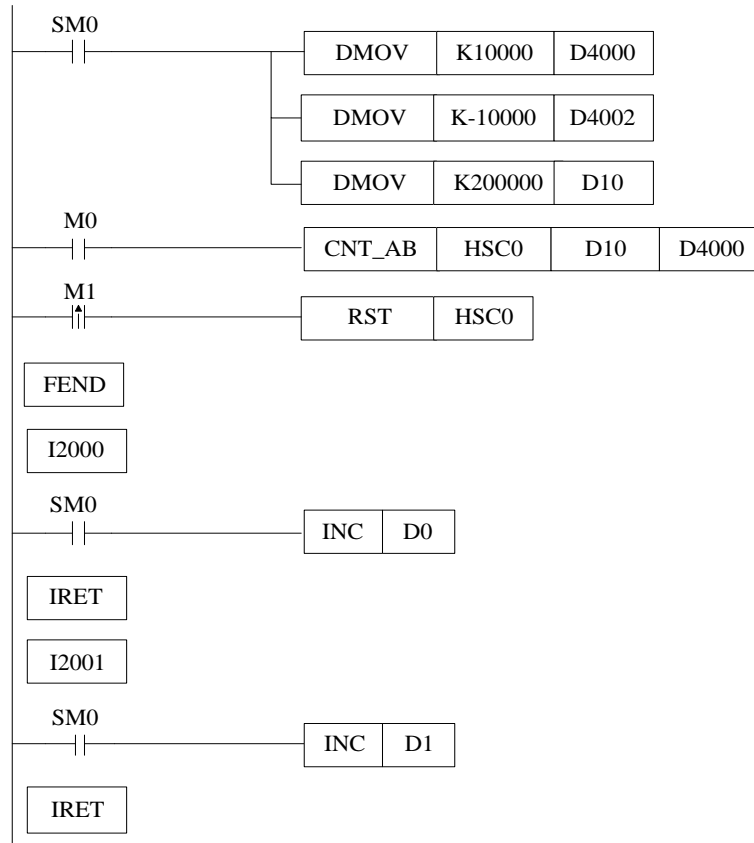 SM0
DMOV K10000 D4000
DMOV K-10000 D4002
DMOV K200000 D10
M0
CNT_AB HSC0 D10 D4000
M1
RST HSC0
FEND
I2000
SM0
INC D0
IRET
I2001
SM0
INC D1
IRET